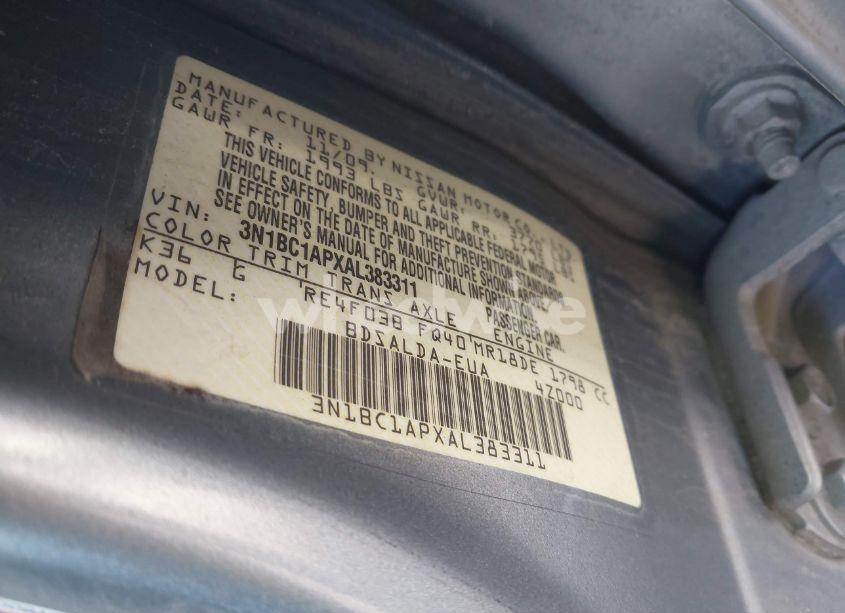 MANUFACTURED BY NISSAN MOTOR CO., LTD
DATE: 11/09 GVWR:
GAWR FR: 1993 LBS GAWR RR: LBS
THIS VEHICLE CONFORMS TO ALL APPLICABLE FEDERAL MOTOR
VEHICLE SAFETY, BUMPER AND THEFT PREVENTION STANDARDS
IN EFFECT ON THE DATE OF MANUFACTURE SHOWN ABOVE.
SEE OWNER'S MANUAL FOR ADDITIONAL INFORMATION.
VIN: 3N1BC1APXAL383311 PASSENGER CAR.
COLOR TRIM TRANS AXLE ENGINE
K36 G RE4F03B FQ40 MR18DE 1798 CC
MODEL: BDSALDA-EUA 4Z000
3N1BC1APXAL383311